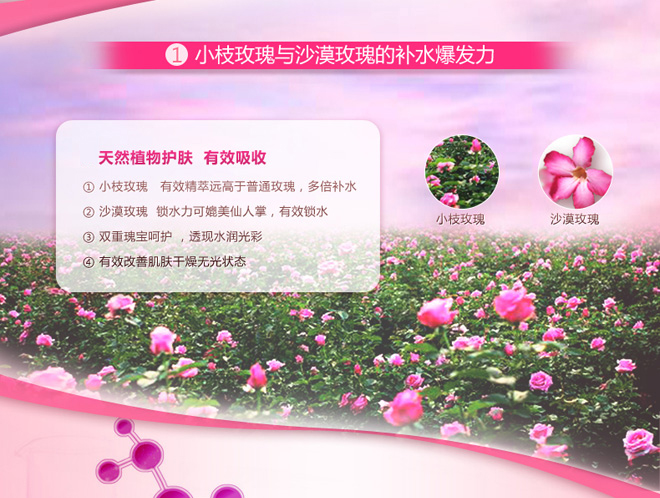 ① 小枝玫瑰与沙漠玫瑰的补水爆发力
天然植物护肤 有效吸收
① 小枝玫瑰 有效精萃远高于普通玫瑰，多倍补水
② 沙漠玫瑰 锁水力可媲美仙人掌，有效锁水
③ 双重瑰宝呵护 ，透现水润光彩
④ 有效改善肌肤干燥无光状态
小枝玫瑰
沙漠玫瑰